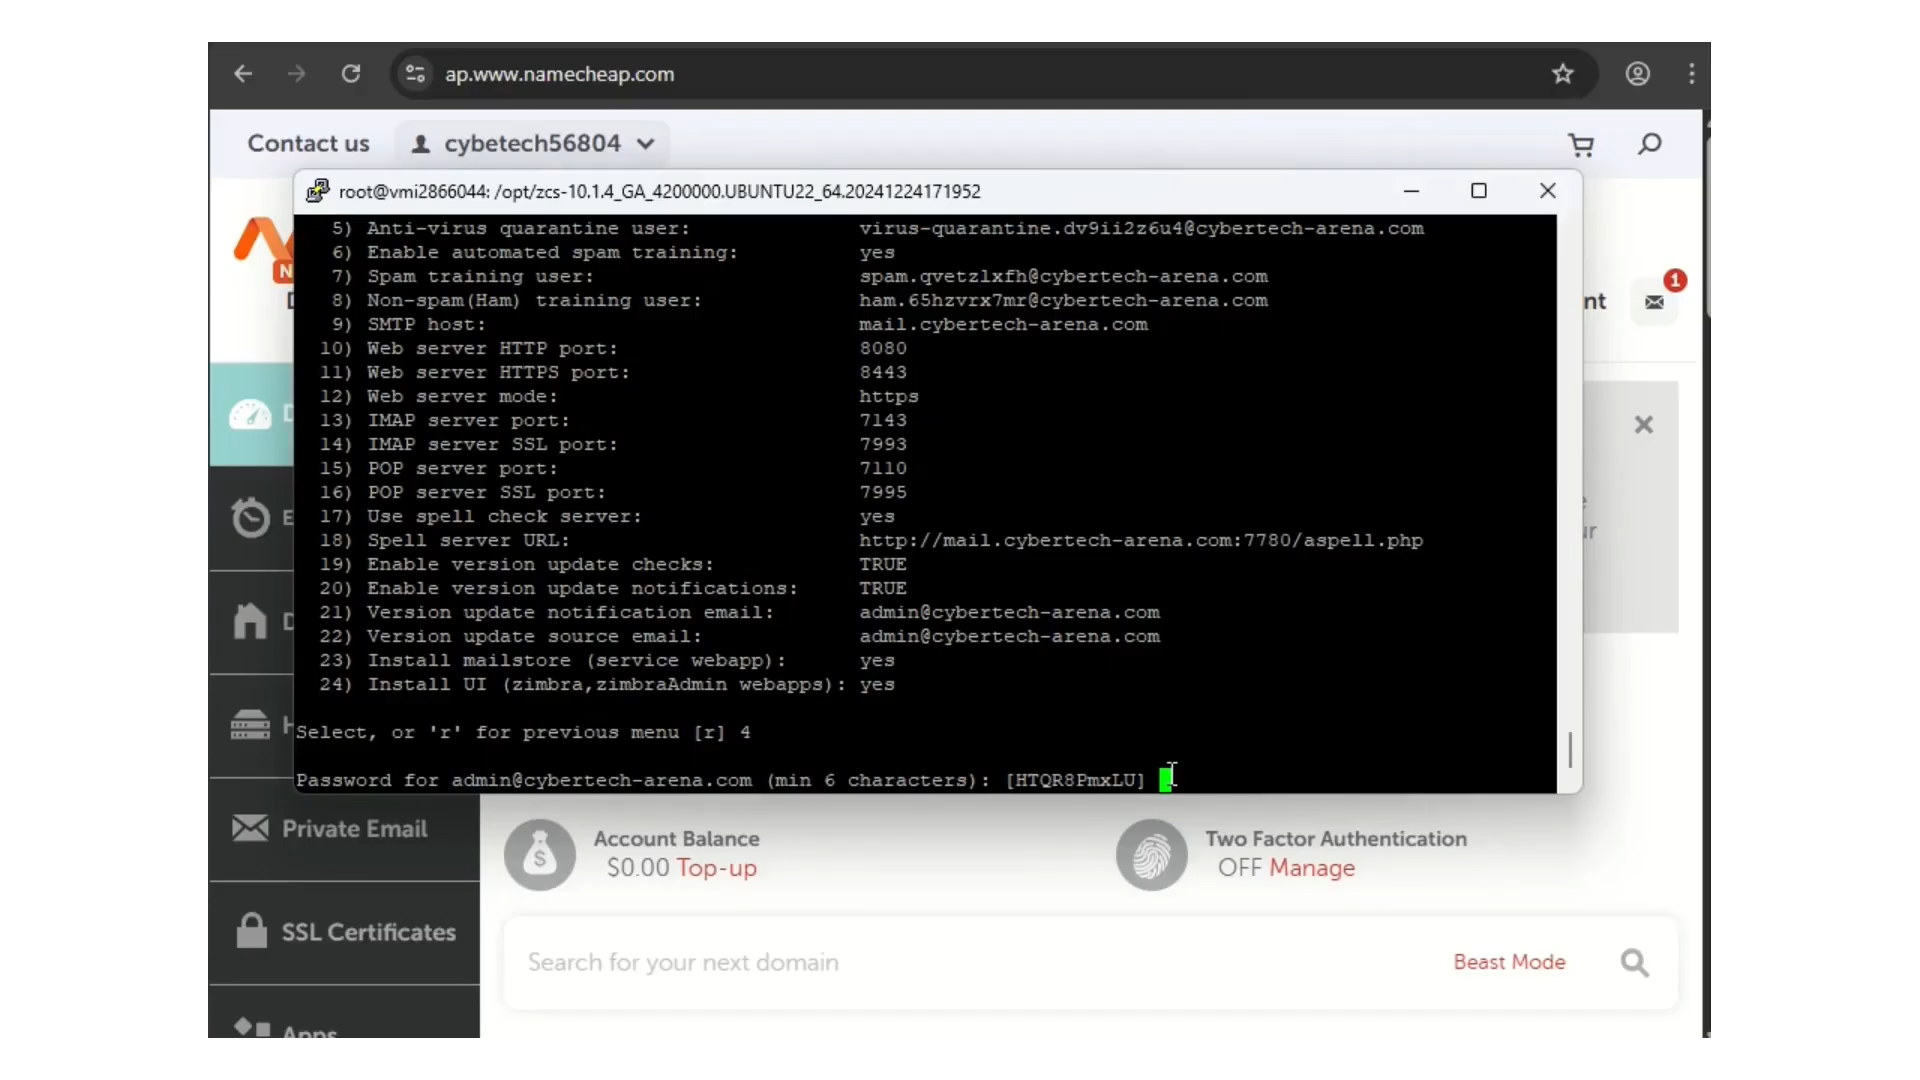 ap.www.namecheap.com
Contact us
cybetech56804
root@vmi2866044: /opt/zcs-10.1.4_GA_4200000.UBUNTU22_64.20241224171952
5) Anti-virus quarantine user: virus-quarantine.dv9ii2z6u4@cybertech-arena.com
6) Enable automated spam training: yes
7) Spam training user: spam.qvetzlxfh@cybertech-arena.com
8) Non-spam(Ham) training user: ham.65hzvrx7mr@cybertech-arena.com
9) SMTP host: mail.cybertech-arena.com
10) Web server HTTP port: 8080
11) Web server HTTPS port: 8443
12) Web server mode: https
13) IMAP server port: 7143
14) IMAP server SSL port: 7993
15) POP server port: 7110
16) POP server SSL port: 7995
17) Use spell check server: yes
18) Spell server URL: http://mail.cybertech-arena.com:7780/aspell.php
19) Enable version update checks: TRUE
20) Enable version update notifications: TRUE
21) Version update notification email: admin@cybertech-arena.com
22) Version update source email: admin@cybertech-arena.com
23) Install mailstore (service webapp): yes
24) Install UI (zimbra,zimbraAdmin webapps): yes
Select, or 'r' for previous menu [r] 4
Password for admin@cybertech-arena.com (min 6 characters): [HTQR8PmxLU]
N
nt
1
Private Email
SSL Certificates
Apps
Account Balance
$0.00 Top-up
Two Factor Authentication
OFF Manage
Search for your next domain
Beast Mode